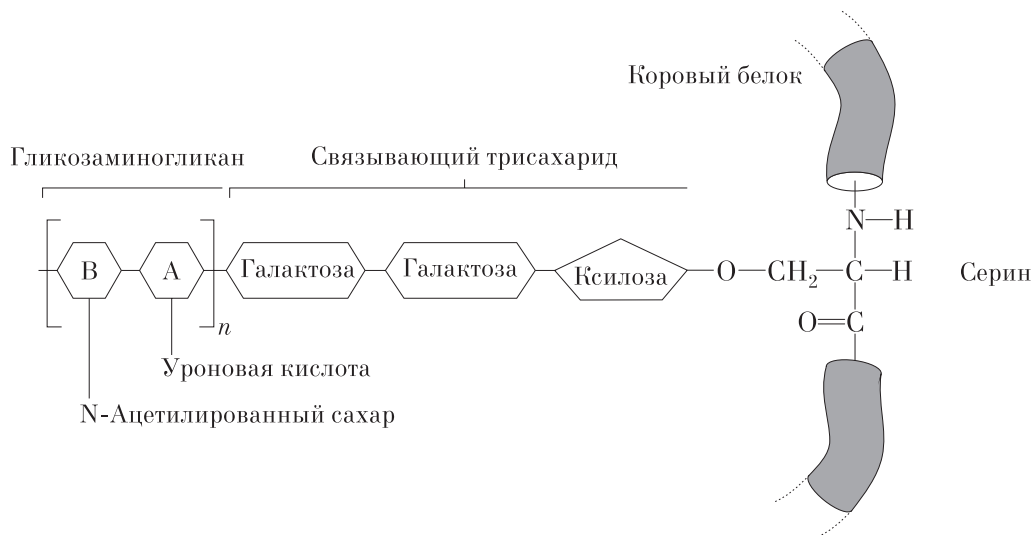 Коровый белок
Гликозаминогликан
Связывающий трисахарид
N—H
B
A
Галактоза
Галактоза
Ксилоза
O—CH₂—C—H
Серин
n
O=C
Уроновая кислота
N-Ацетилированный сахар